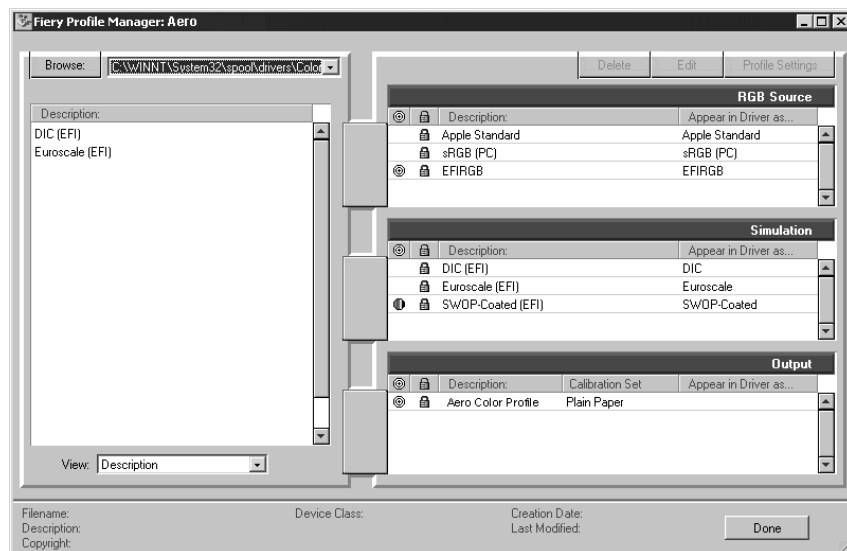 Fiery Profile Manager: Aero
Browse: C:\WINNT\System32\spool\drivers\Color
Description:
DIC (EFI)
Euroscale (EFI)
View: Description
Delete Edit Profile Settings
RGB Source
Description: Appear in Driver as...
Apple Standard Apple Standard
sRGB (PC) sRGB (PC)
EFIRGB EFIRGB
Simulation
Description: Appear in Driver as...
DIC (EFI) DIC
Euroscale (EFI) Euroscale
SWOP-Coated (EFI) SWOP-Coated
Output
Description: Calibration Set Appear in Driver as...
Aero Color Profile Plain Paper
Filename: Device Class: Creation Date:
Description: Last Modified:
Copyright:
Done